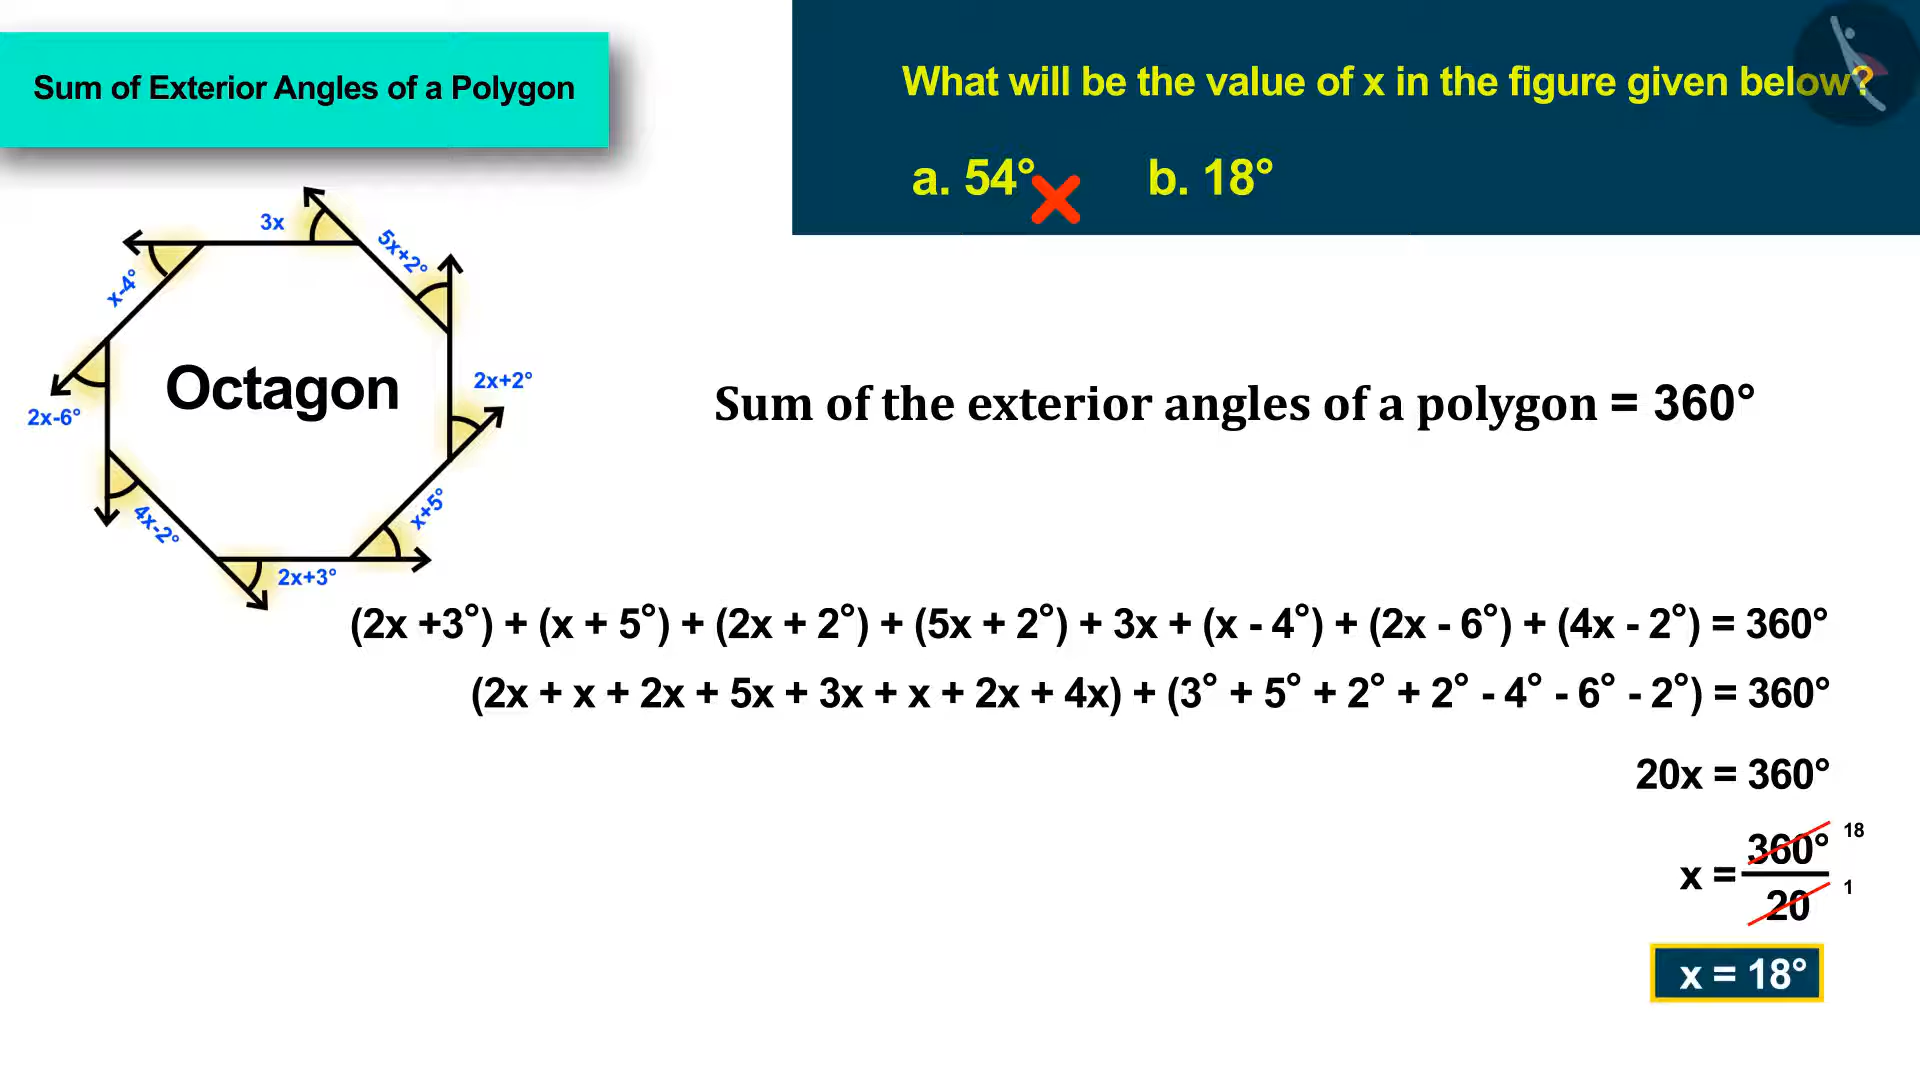 Sum of Exterior Angles of a Polygon
What will be the value of x in the figure given below?
a. 54° b. 18°
3x
5x+2°
x-4°
2x+2°
2x-6°
Octagon
x+5°
4x-2°
2x+3°
Sum of the exterior angles of a polygon = 360°
(2x +3°) + (x + 5°) + (2x + 2°) + (5x + 2°) + 3x + (x - 4°) + (2x - 6°) + (4x - 2°) = 360°
(2x + x + 2x + 5x + 3x + x + 2x + 4x) + (3° + 5° + 2° + 2° - 4° - 6° - 2°) = 360°
20x = 360°
360° 18
x =
20 1
x = 18°